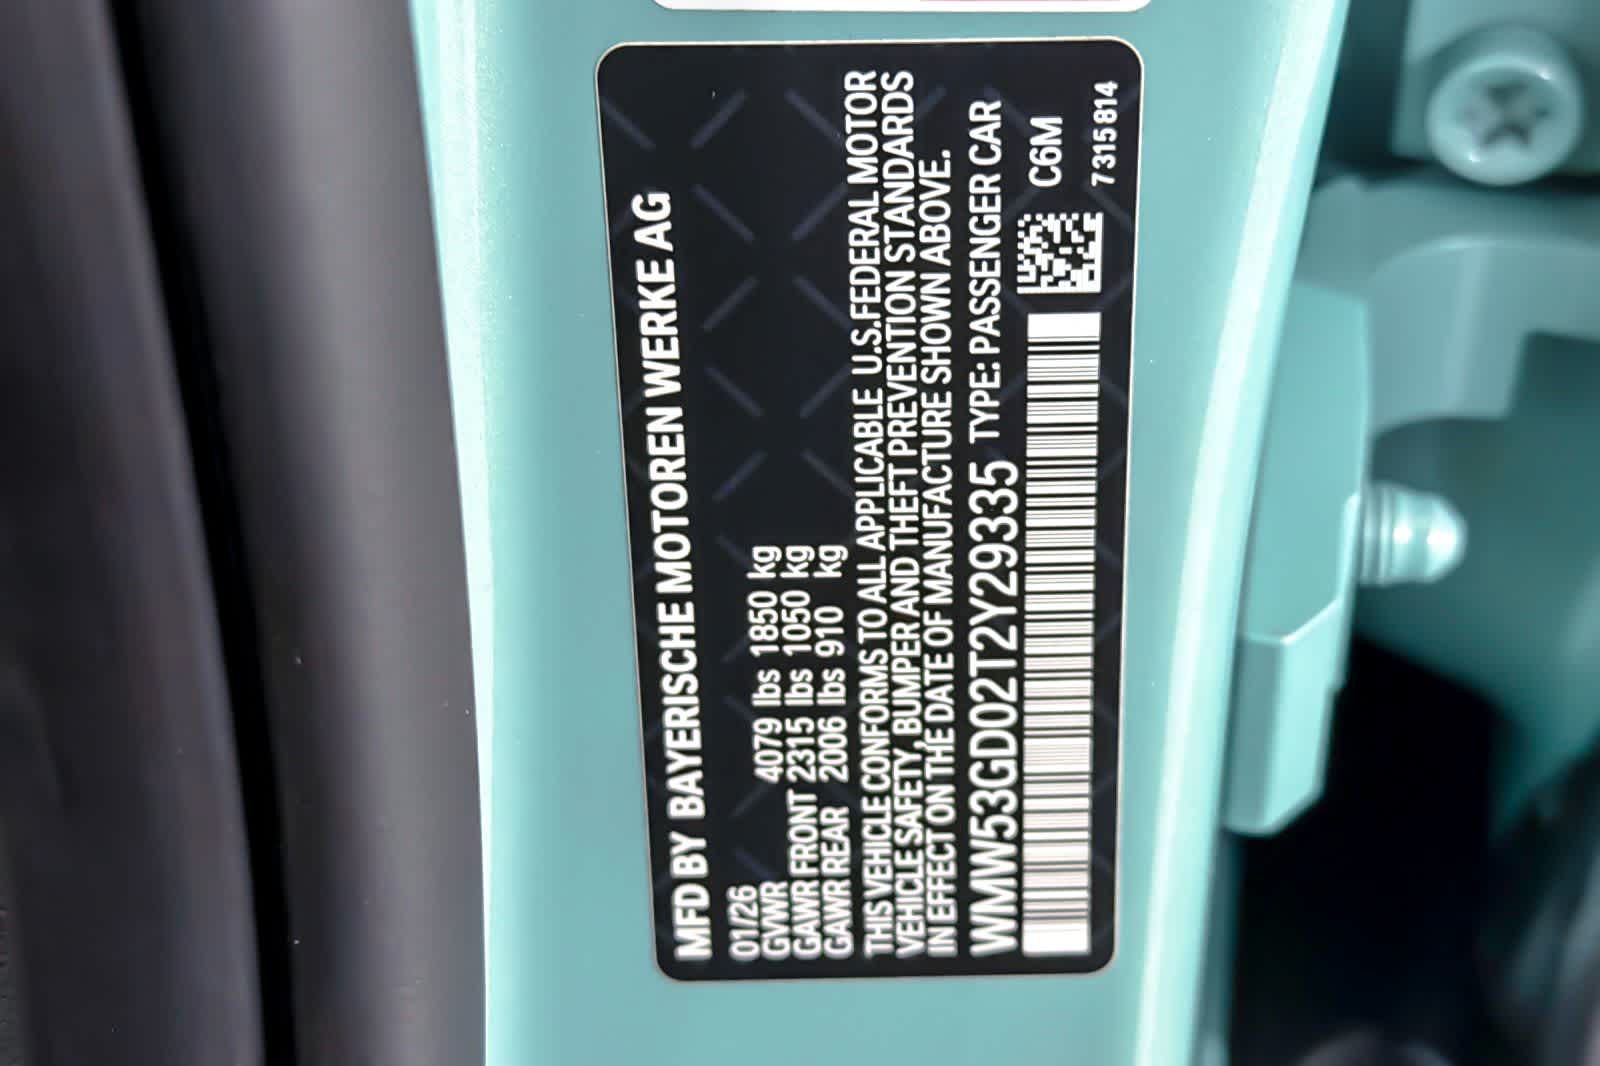 MFD BY BAYERISCHE MOTOREN WERKE AG
01/26
GVWR 4079 lbs 1850 kg
GAWR FRONT 2315 lbs 1050 kg
GAWR REAR 2006 lbs 910 kg
THIS VEHICLE CONFORMS TO ALL APPLICABLE U.S.FEDERAL MOTOR
VEHICLE SAFETY, BUMPER AND THEFT PREVENTION STANDARDS
IN EFFECT ON THE DATE OF MANUFACTURE SHOWN ABOVE.
WMW53GD02T2Y29335 TYPE: PASSENGER CAR
C6M
7315814